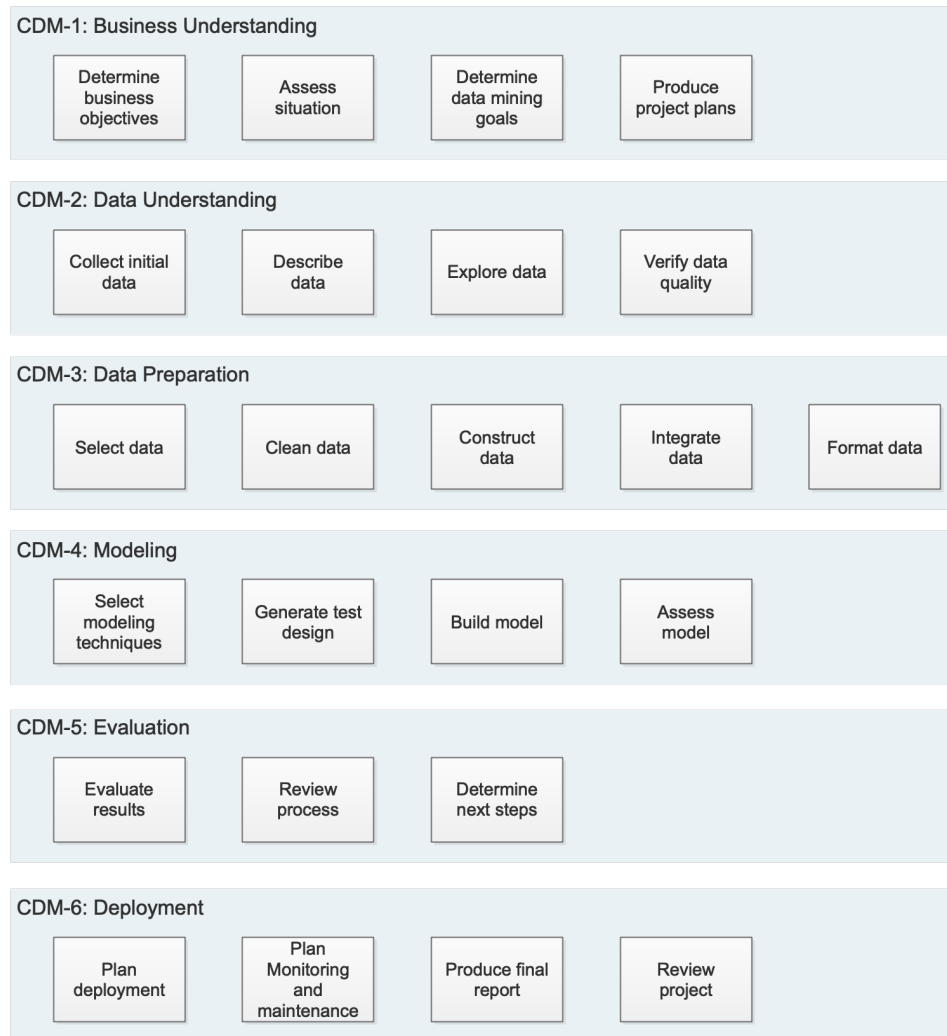 CDM-1: Business Understanding
Determine
business
objectives
Assess
situation
Determine
data mining
goals
Produce
project plans
CDM-2: Data Understanding
Collect initial
data
Describe
data
Explore data
Verify data
quality
CDM-3: Data Preparation
Select data
Clean data
Construct
data
Integrate
data
Format data
CDM-4: Modeling
Select
modeling
techniques
Generate test
design
Build model
Assess
model
CDM-5: Evaluation
Evaluate
results
Review
process
Determine
next steps
CDM-6: Deployment
Plan
deployment
Plan
Monitoring
and
maintenance
Produce final
report
Review
project